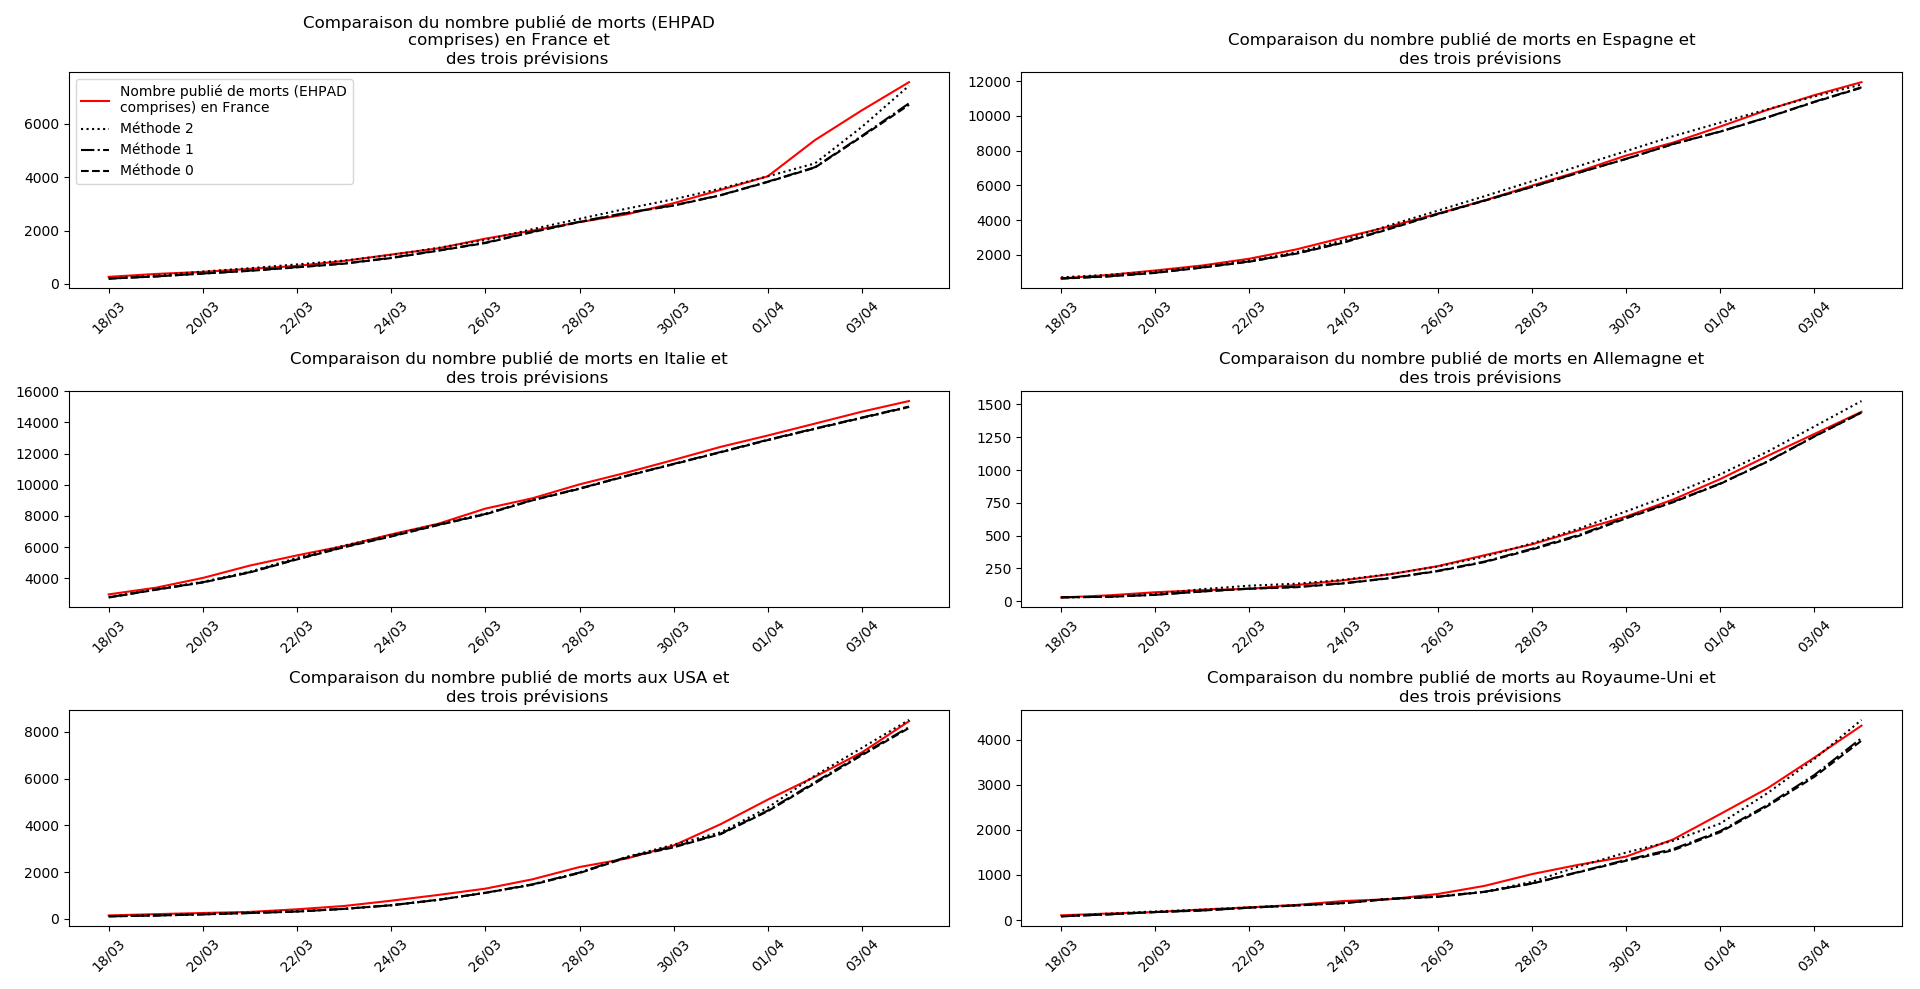 Comparaison du nombre publié de morts (EHPAD
comprises) en France et
des trois prévisions
Nombre publié de morts (EHPAD
comprises) en France
Méthode 2
Méthode 1
Méthode 0
6000
4000
2000
0
18/03 20/03 22/03 24/03 26/03 28/03 30/03 01/04 03/04
Comparaison du nombre publié de morts en Espagne et
des trois prévisions
12000
10000
8000
6000
4000
2000
18/03 20/03 22/03 24/03 26/03 28/03 30/03 01/04 03/04
Comparaison du nombre publié de morts en Italie et
des trois prévisions
16000
14000
12000
10000
8000
6000
4000
18/03 20/03 22/03 24/03 26/03 28/03 30/03 01/04 03/04
Comparaison du nombre publié de morts en Allemagne et
des trois prévisions
1500
1250
1000
750
500
250
0
18/03 20/03 22/03 24/03 26/03 28/03 30/03 01/04 03/04
Comparaison du nombre publié de morts aux USA et
des trois prévisions
8000
6000
4000
2000
0
18/03 20/03 22/03 24/03 26/03 28/03 30/03 01/04 03/04
Comparaison du nombre publié de morts au Royaume-Uni et
des trois prévisions
4000
3000
2000
1000
0
18/03 20/03 22/03 24/03 26/03 28/03 30/03 01/04 03/04